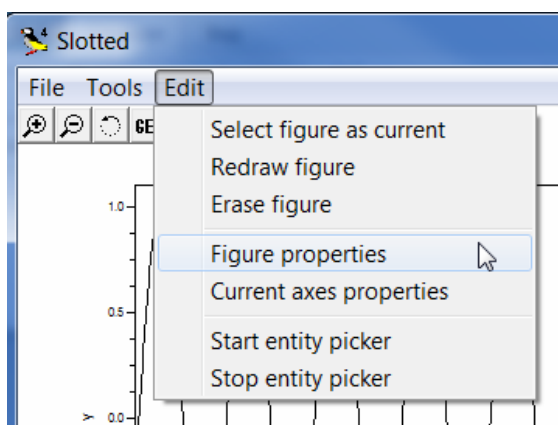 Slotted
File Tools Edit
GE
Select figure as current
Redraw figure
Erase figure
Figure properties
Current axes properties
Start entity picker
Stop entity picker
1.0
0.5
y
0.0